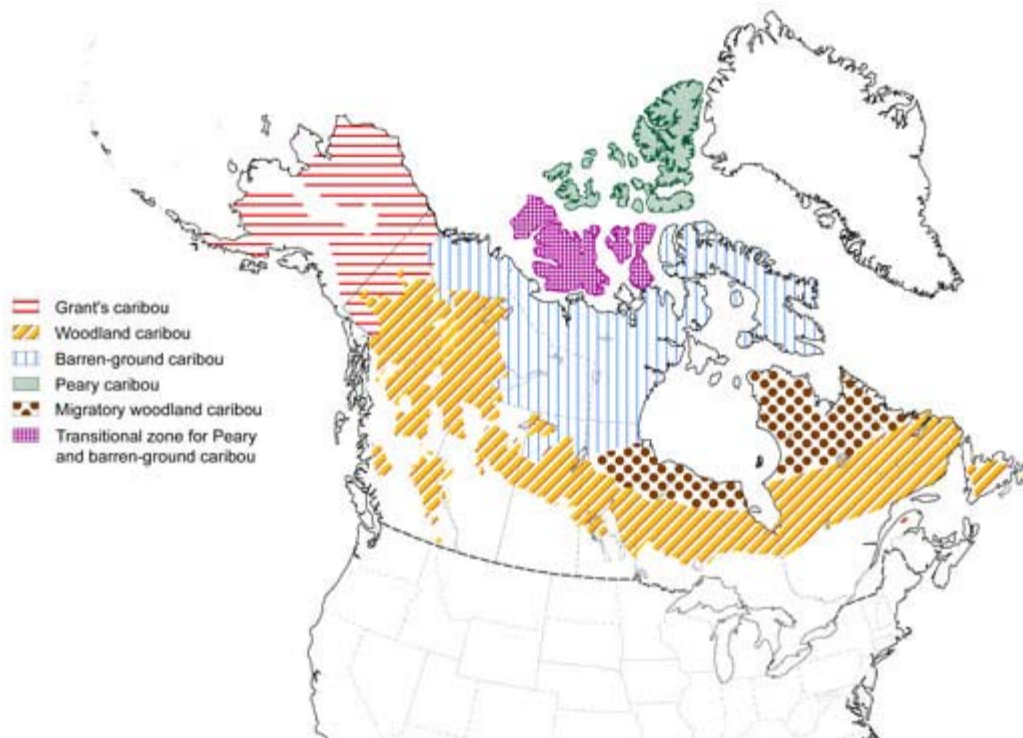 Grant's caribou
Woodland caribou
Barren-ground caribou
Peary caribou
Migratory woodland caribou
Transitional zone for Peary
and barren-ground caribou